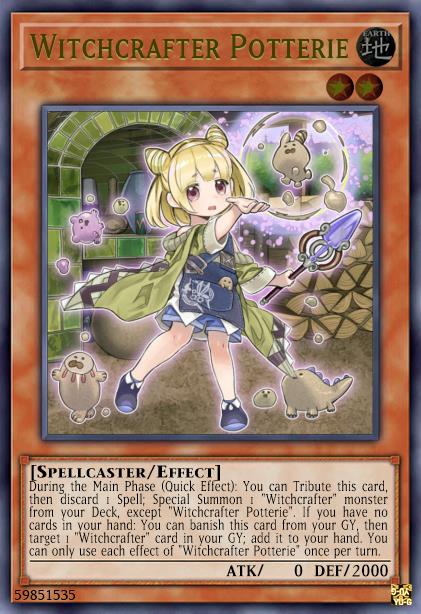 WITCHCRAFTER POTTERIE
EARTH
地
[SPELLCASTER/EFFECT]
During the Main Phase (Quick Effect): You can Tribute this card,
then discard 1 Spell; Special Summon 1 "Witchcrafter" monster
from your Deck, except "Witchcrafter Potterie". If you have no
cards in your hand: You can banish this card from your GY, then
target 1 "Witchcrafter" card in your GY; add it to your hand. You
can only use each effect of "Witchcrafter Potterie" once per turn.
ATK/ 0 DEF/2000
59851535